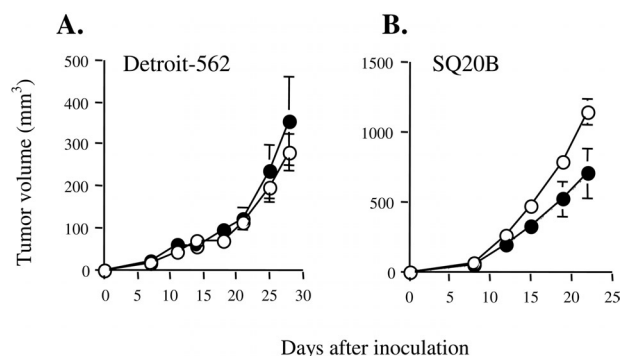 A.
B.
Detroit-562
SQ20B
Tumor volume (mm3)
500
400
300
200
100
0
0 5 10 15 20 25 30
1500
1000
500
0
0 5 10 15 20 25
Days after inoculation